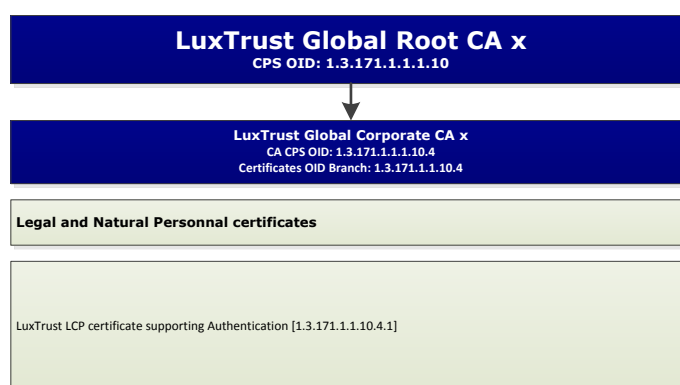 LuxTrust Global Root CA x
CPS OID: 1.3.171.1.1.1.10
LuxTrust Global Corporate CA x
CA CPS OID: 1.3.171.1.1.1.10.4
Certificates OID Branch: 1.3.171.1.1.10.4
Legal and Natural Personnal certificates
LuxTrust LCP certificate supporting Authentication [1.3.171.1.1.10.4.1]